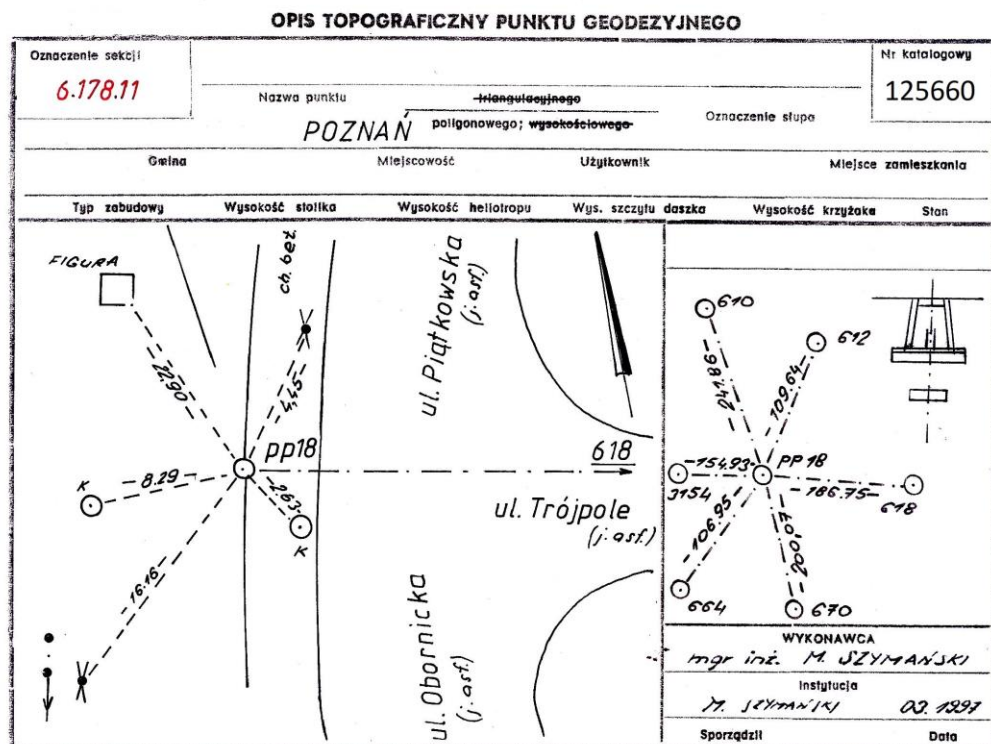 OPIS TOPOGRAFICZNY PUNKTU GEODEZYJNEGO
Oznaczenie sekcji
6.178.11
Nazwa punktu
triangulacyjnego
poligonowego; wysokościowego
Oznaczenie słupa
Nr katalogowy
125660
POZNAŃ
Gmina Miejscowość Użytkownik Miejsce zamieszkania
Typ zabudowy Wysokość stolika Wysokość heliotropu Wys. szczytu daszka Wysokość krzyżaka Stan
FIGURA
ch. bet.
ul. Piątkowska
(j. asf.)
22.90
4,45
pp18
618
K
8.29
2.63
K
ul. Trójpole
(j. asf.)
16.16
ul. Obornicka
(j. asf.)
610
612
241.86
109.64
154.93
PP 18
3154
186.75
618
106.95
200,07
664
670
WYKONAWCA
mgr inż. M. SZYMAŃSKI
Instytucja
M. SZYMAŃSKI 03. 1997
Sporządził Data